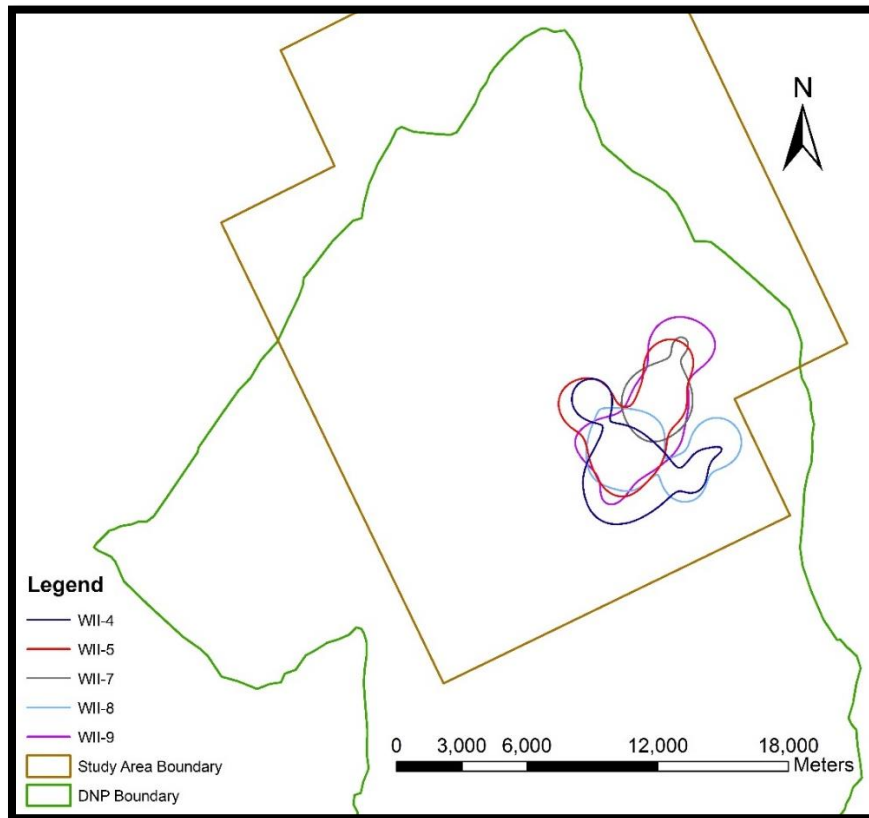 N
Legend
WII-4
WII-5
WII-7
WII-8
WII-9
Study Area Boundary
DNP Boundary
0 3,000 6,000 12,000 18,000
Meters